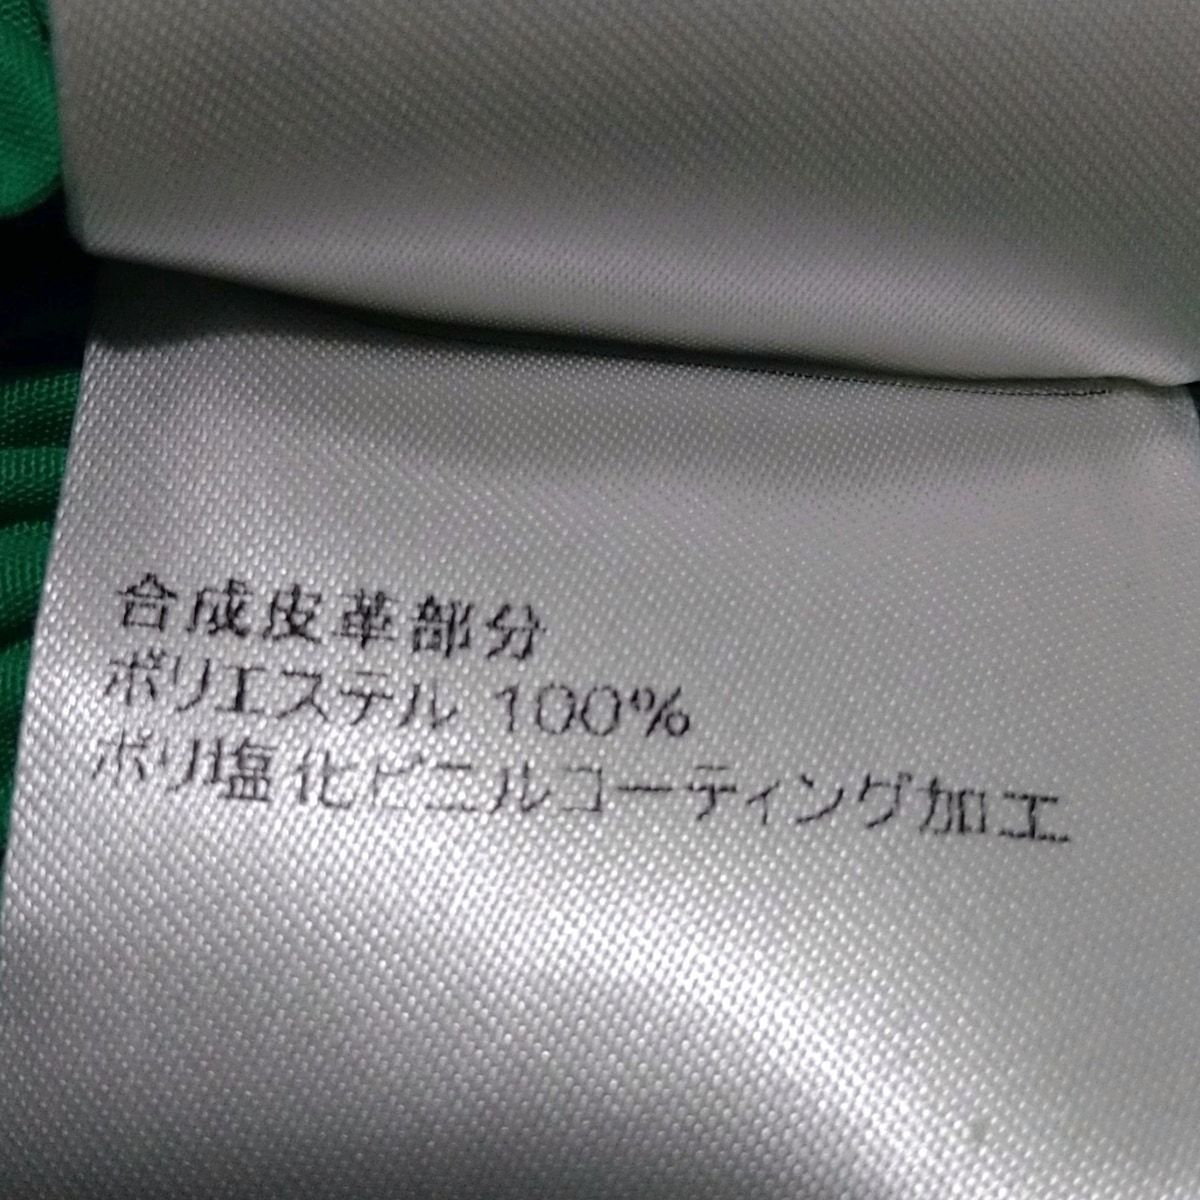 合成皮革部分
ポリエステル 100%
ポリ塩化ビニルコーティング加工